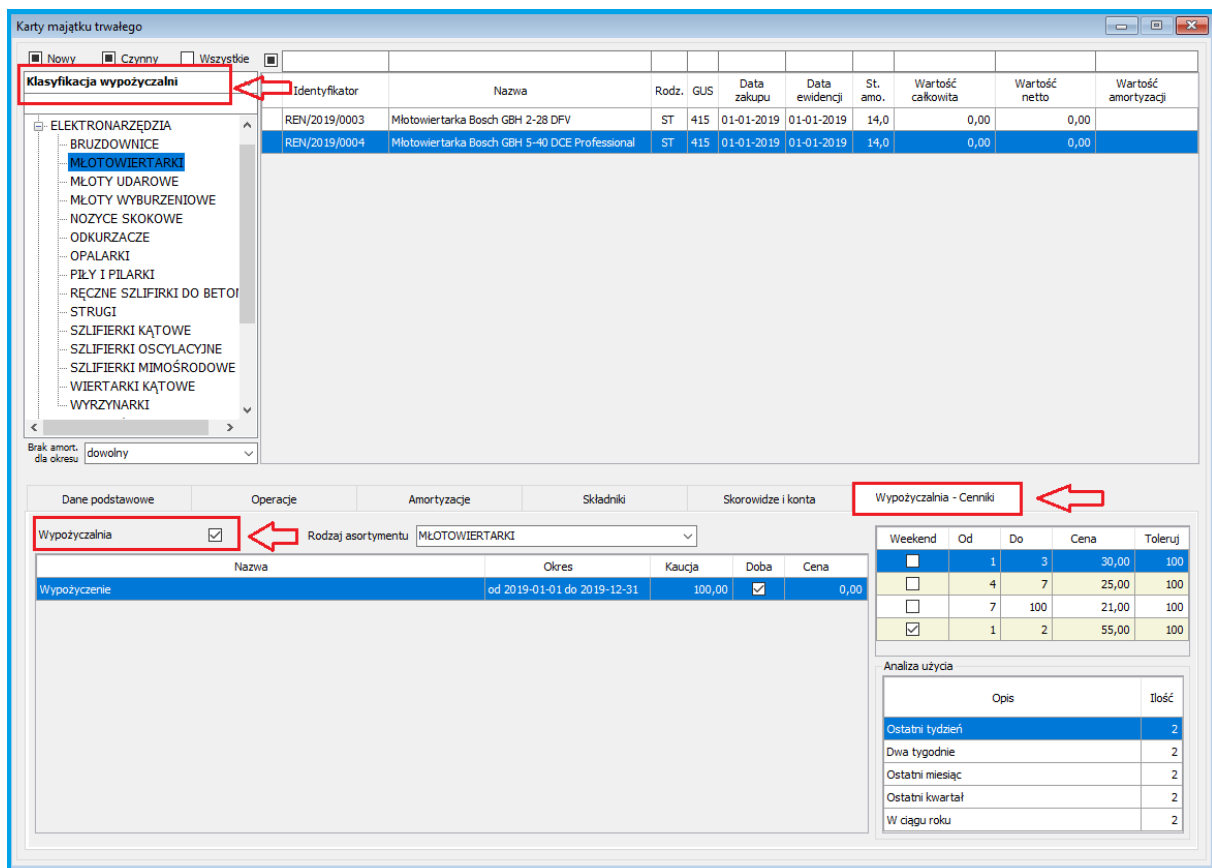 Karty majątku trwałego
Nowy Czynny Wszystkie
Klasyfikacja wypożyczalni
ELEKTRONARZĘDZIA
BRUZDOWNICE
MŁOTOWIERTARKI
MŁOTY UDAROWE
MŁOTY WYBURZENIOWE
NOZYCE SKOKOWE
ODKURZACZE
OPALARKI
PIŁY I PILARKI
RĘCZNE SZLIFIRKI DO BETO
STRUGI
SZLIFIERKI KĄTOWE
SZLIFIERKI OSCYLACYJNE
SZLIFIERKI MIMOŚRODOWE
WIERTARKI KĄTOWE
WYRZYNARKI
Brak amort. dla okresu dowolny
Identyfikator Nazwa Rodz. GUS Data zakupu Data ewidencji St. amo. Wartość całkowita Wartość netto Wartość amortyzacji
REN/2019/0003 Młotowiertarka Bosch GBH 2-28 DFV ST 415 01-01-2019 01-01-2019 14,0 0,00 0,00
REN/2019/0004 Młotowiertarka Bosch GBH 5-40 DCE Professional ST 415 01-01-2019 01-01-2019 14,0 0,00 0,00
Dane podstawowe Operacje Amortyzacje Składniki Skorowidze i konta Wypożyczalnia - Cenniki
Wypożyczalnia Rodzaj asortymentu MŁOTOWIERTARKI
Nazwa Okres Kaucja Doba Cena
Wypożyczenie od 2019-01-01 do 2019-12-31 100,00 0,00
Weekend Od Do Cena Toleruj
1 3 30,00 100
4 7 25,00 100
7 100 21,00 100
1 2 55,00 100
Analiza użycia
Opis Ilość
Ostatni tydzień 2
Dwa tygodnie 2
Ostatni miesiąc 2
Ostatni kwartał 2
W ciągu roku 2